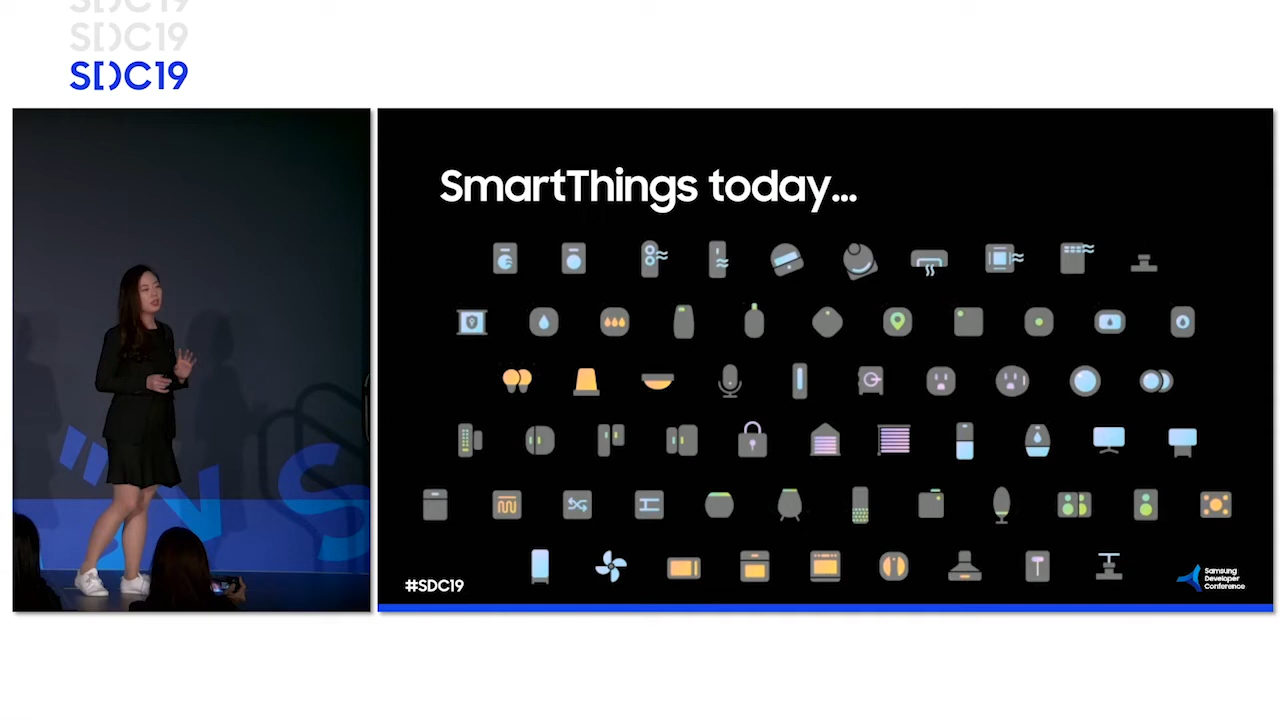 SDC19
SDC19
SDC19
SmartThings today...
#SDC19
Samsung
Developer
Conference